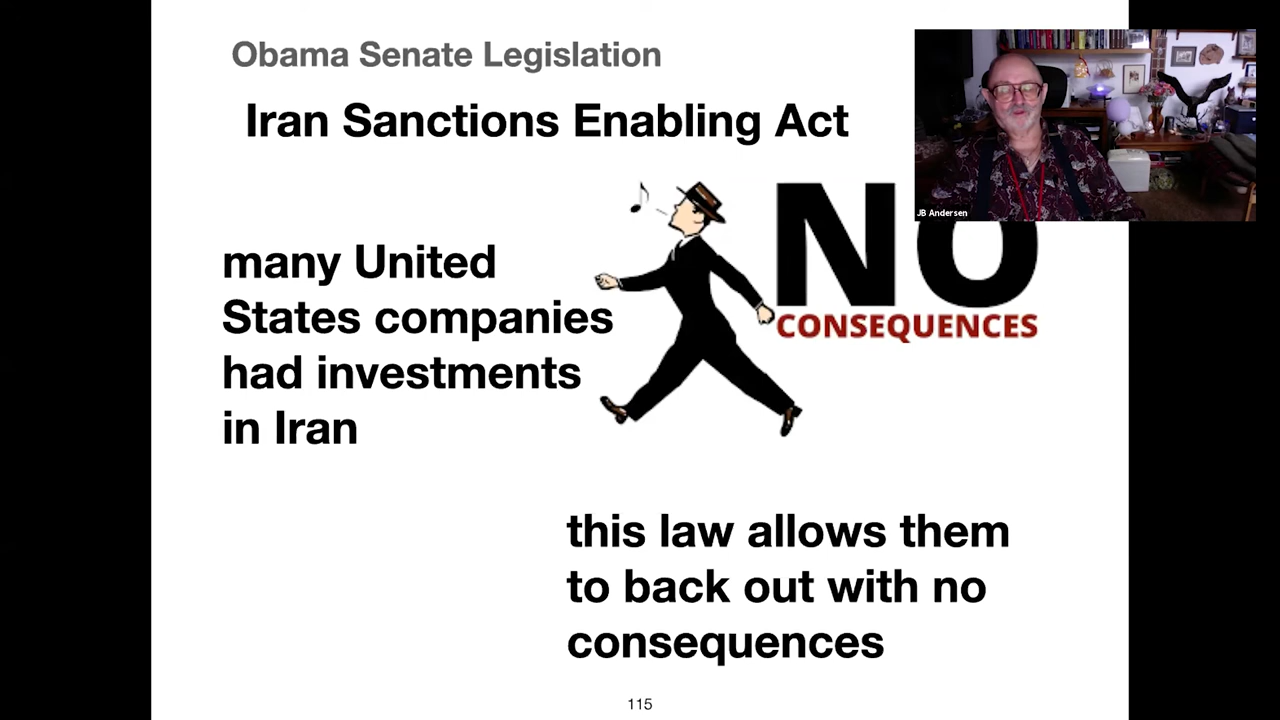 Obama Senate Legislation
Iran Sanctions Enabling Act
JB Andersen
NO
CONSEQUENCES
many United
States companies
had investments
in Iran
this law allows them
to back out with no
consequences
115